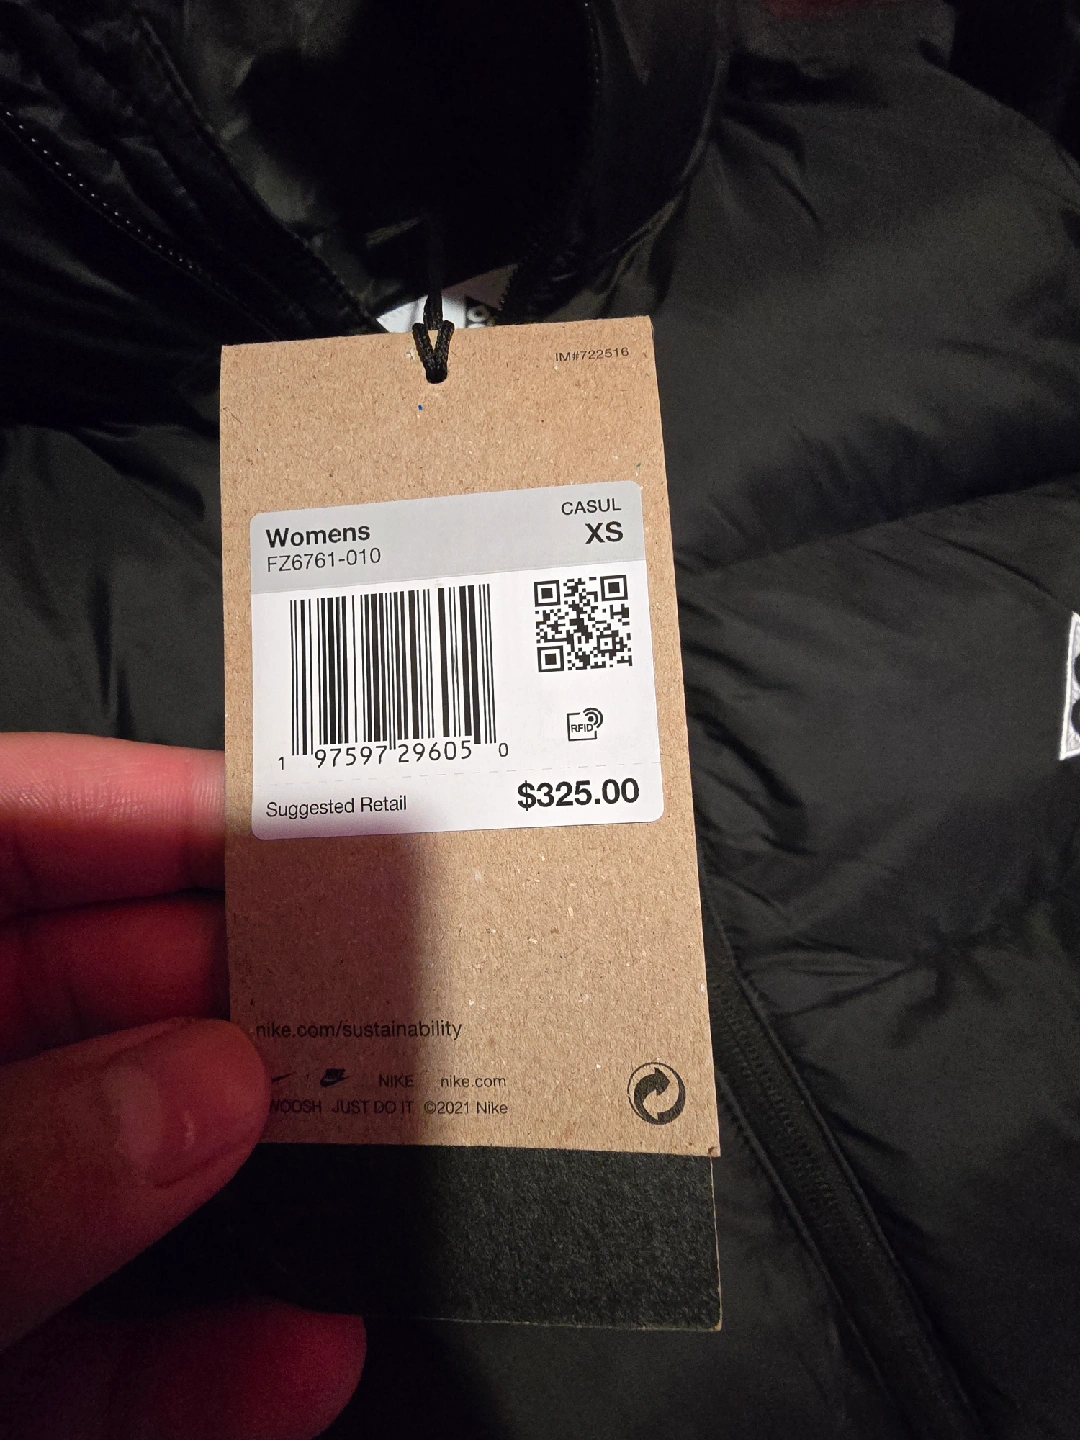 IM#722516
Womens
CASUL
FZ6761-010
XS
1 97597 29605 0
RFID
Suggested Retail
$325.00
nike.com/sustainability
NIKE nike.com
JUST DO IT ©2021 Nike